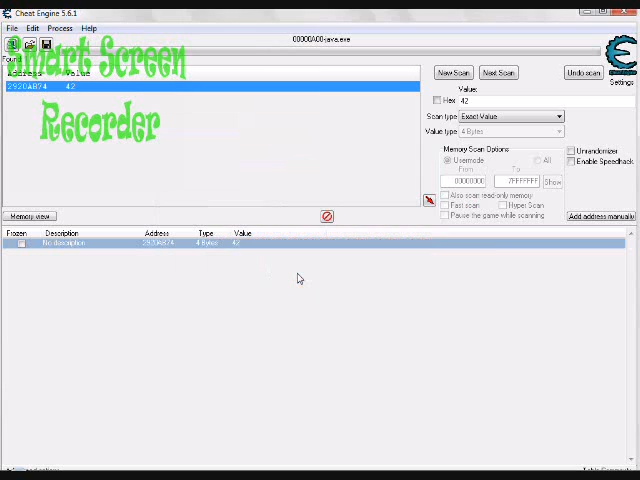 Cheat Engine 5.6.1
File Edit Process Help
00000A00-java.exe
Smart Screen
Recorder
Found
Address Value
2920AB74 42
New Scan Next Scan Undo scan
Settings
Value:
Hex 42
Scan type Exact Value
Value type 4 Bytes
Memory Scan Options
Usermode All
From To
00000000 7FFFFFFF Show
Also scan read-only memory
Fast scan Hyper Scan
Pause the game while scanning
Unrandomizer
Enable Speedhack
Memory view Add address manually
Frozen Description Address Type Value
No description 2920AB74 4 Bytes 42